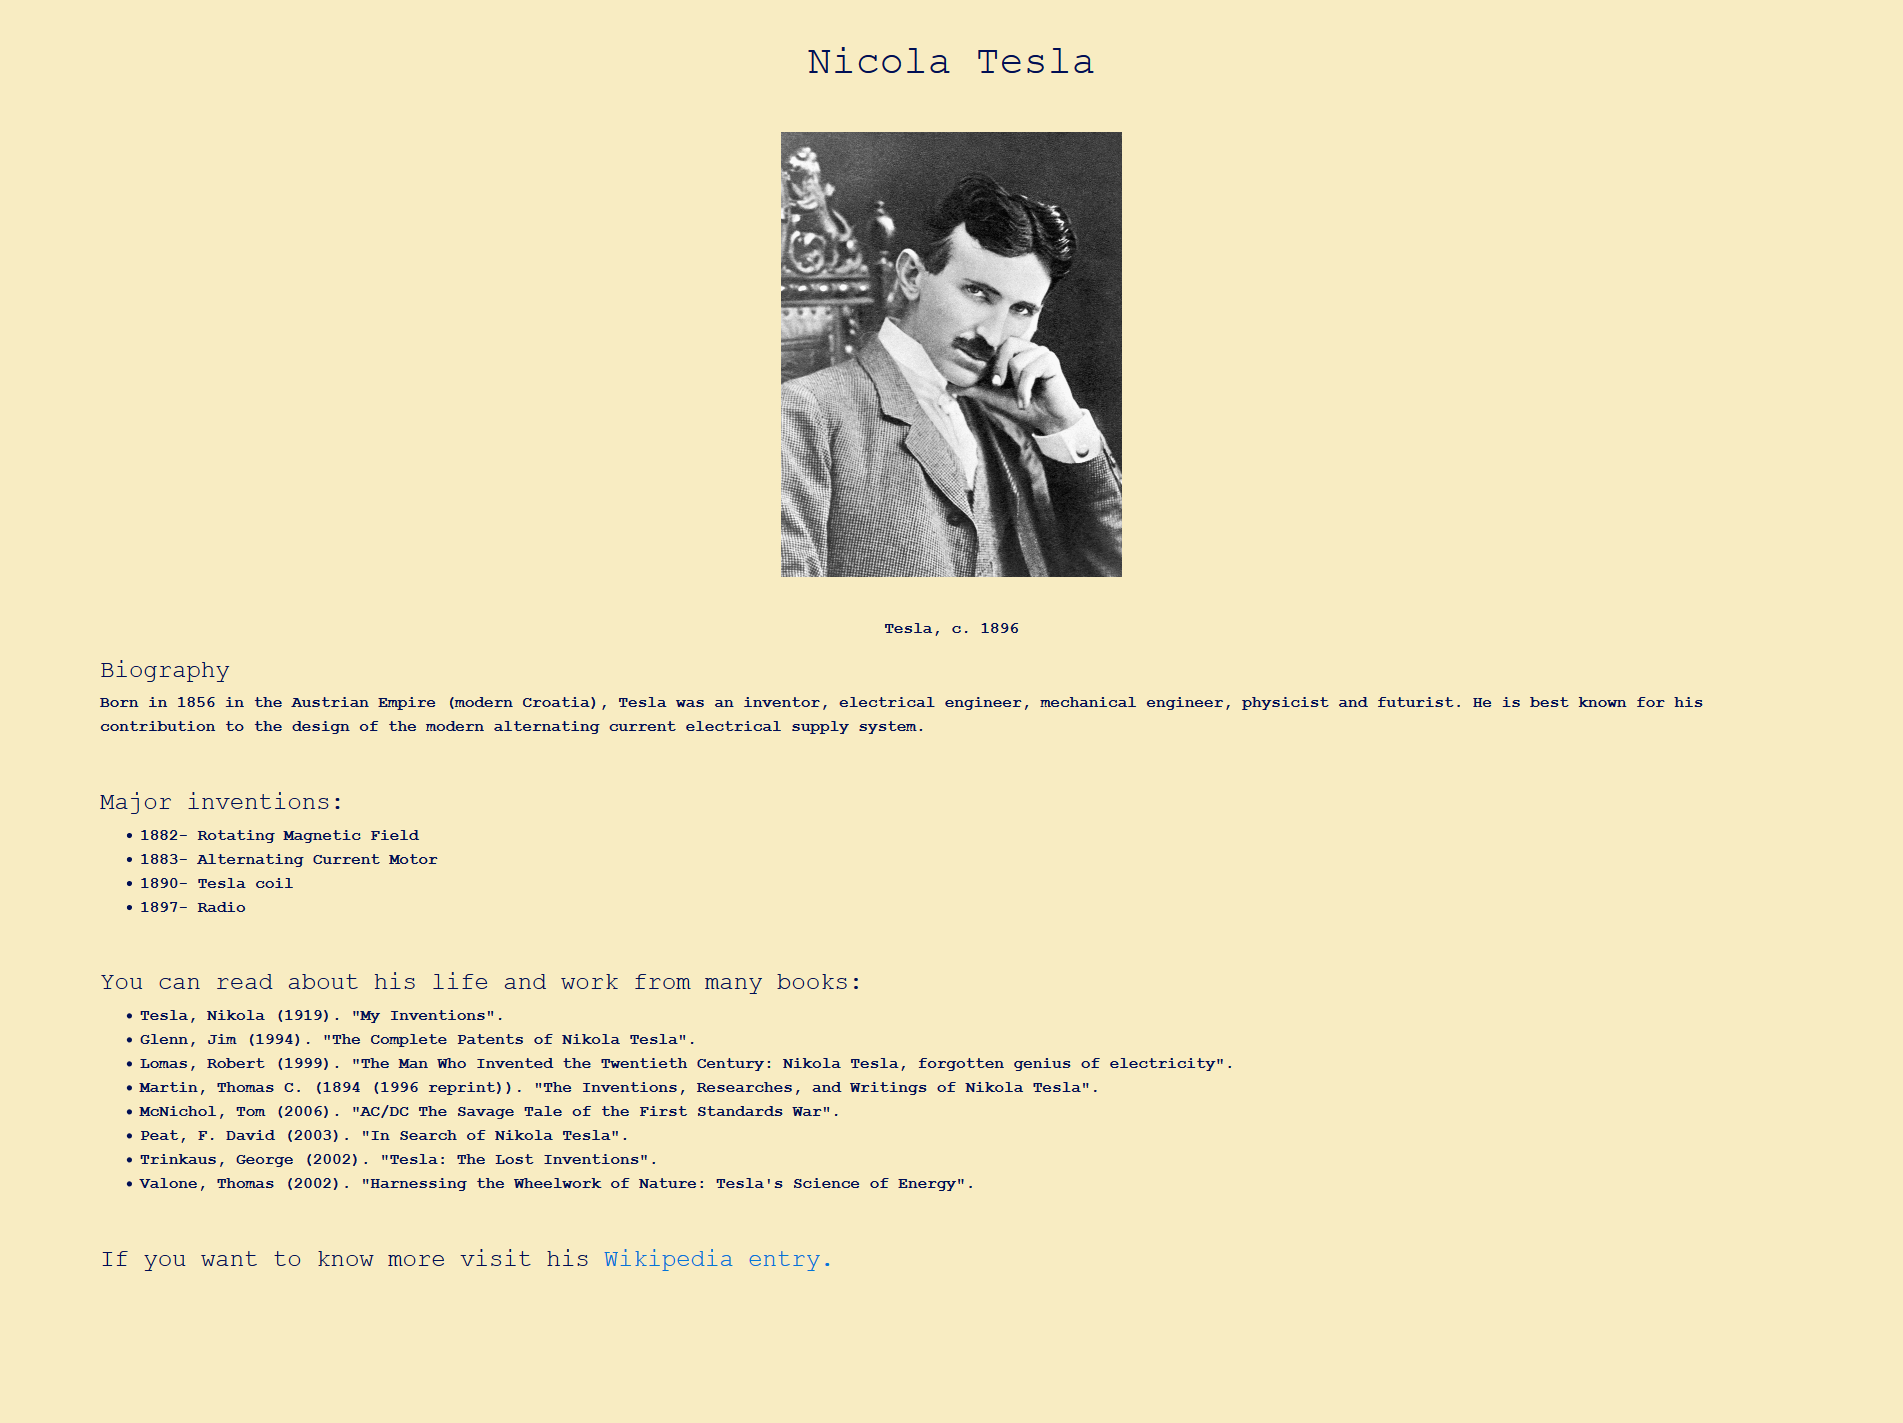 Nicola Tesla
Tesla, c. 1896
Biography
Born in 1856 in the Austrian Empire (modern Croatia), Tesla was an inventor, electrical engineer, mechanical engineer, physicist and futurist. He is best known for his
contribution to the design of the modern alternating current electrical supply system.
Major inventions:
• 1882- Rotating Magnetic Field
• 1883- Alternating Current Motor
• 1890- Tesla coil
• 1897- Radio
You can read about his life and work from many books:
• Tesla, Nikola (1919). "My Inventions".
• Glenn, Jim (1994). "The Complete Patents of Nikola Tesla".
• Lomas, Robert (1999). "The Man Who Invented the Twentieth Century: Nikola Tesla, forgotten genius of electricity".
• Martin, Thomas C. (1894 (1996 reprint)). "The Inventions, Researches, and Writings of Nikola Tesla".
• McNichol, Tom (2006). "AC/DC The Savage Tale of the First Standards War".
• Peat, F. David (2003). "In Search of Nikola Tesla".
• Trinkaus, George (2002). "Tesla: The Lost Inventions".
• Valone, Thomas (2002). "Harnessing the Wheelwork of Nature: Tesla's Science of Energy".
If you want to know more visit his Wikipedia entry.